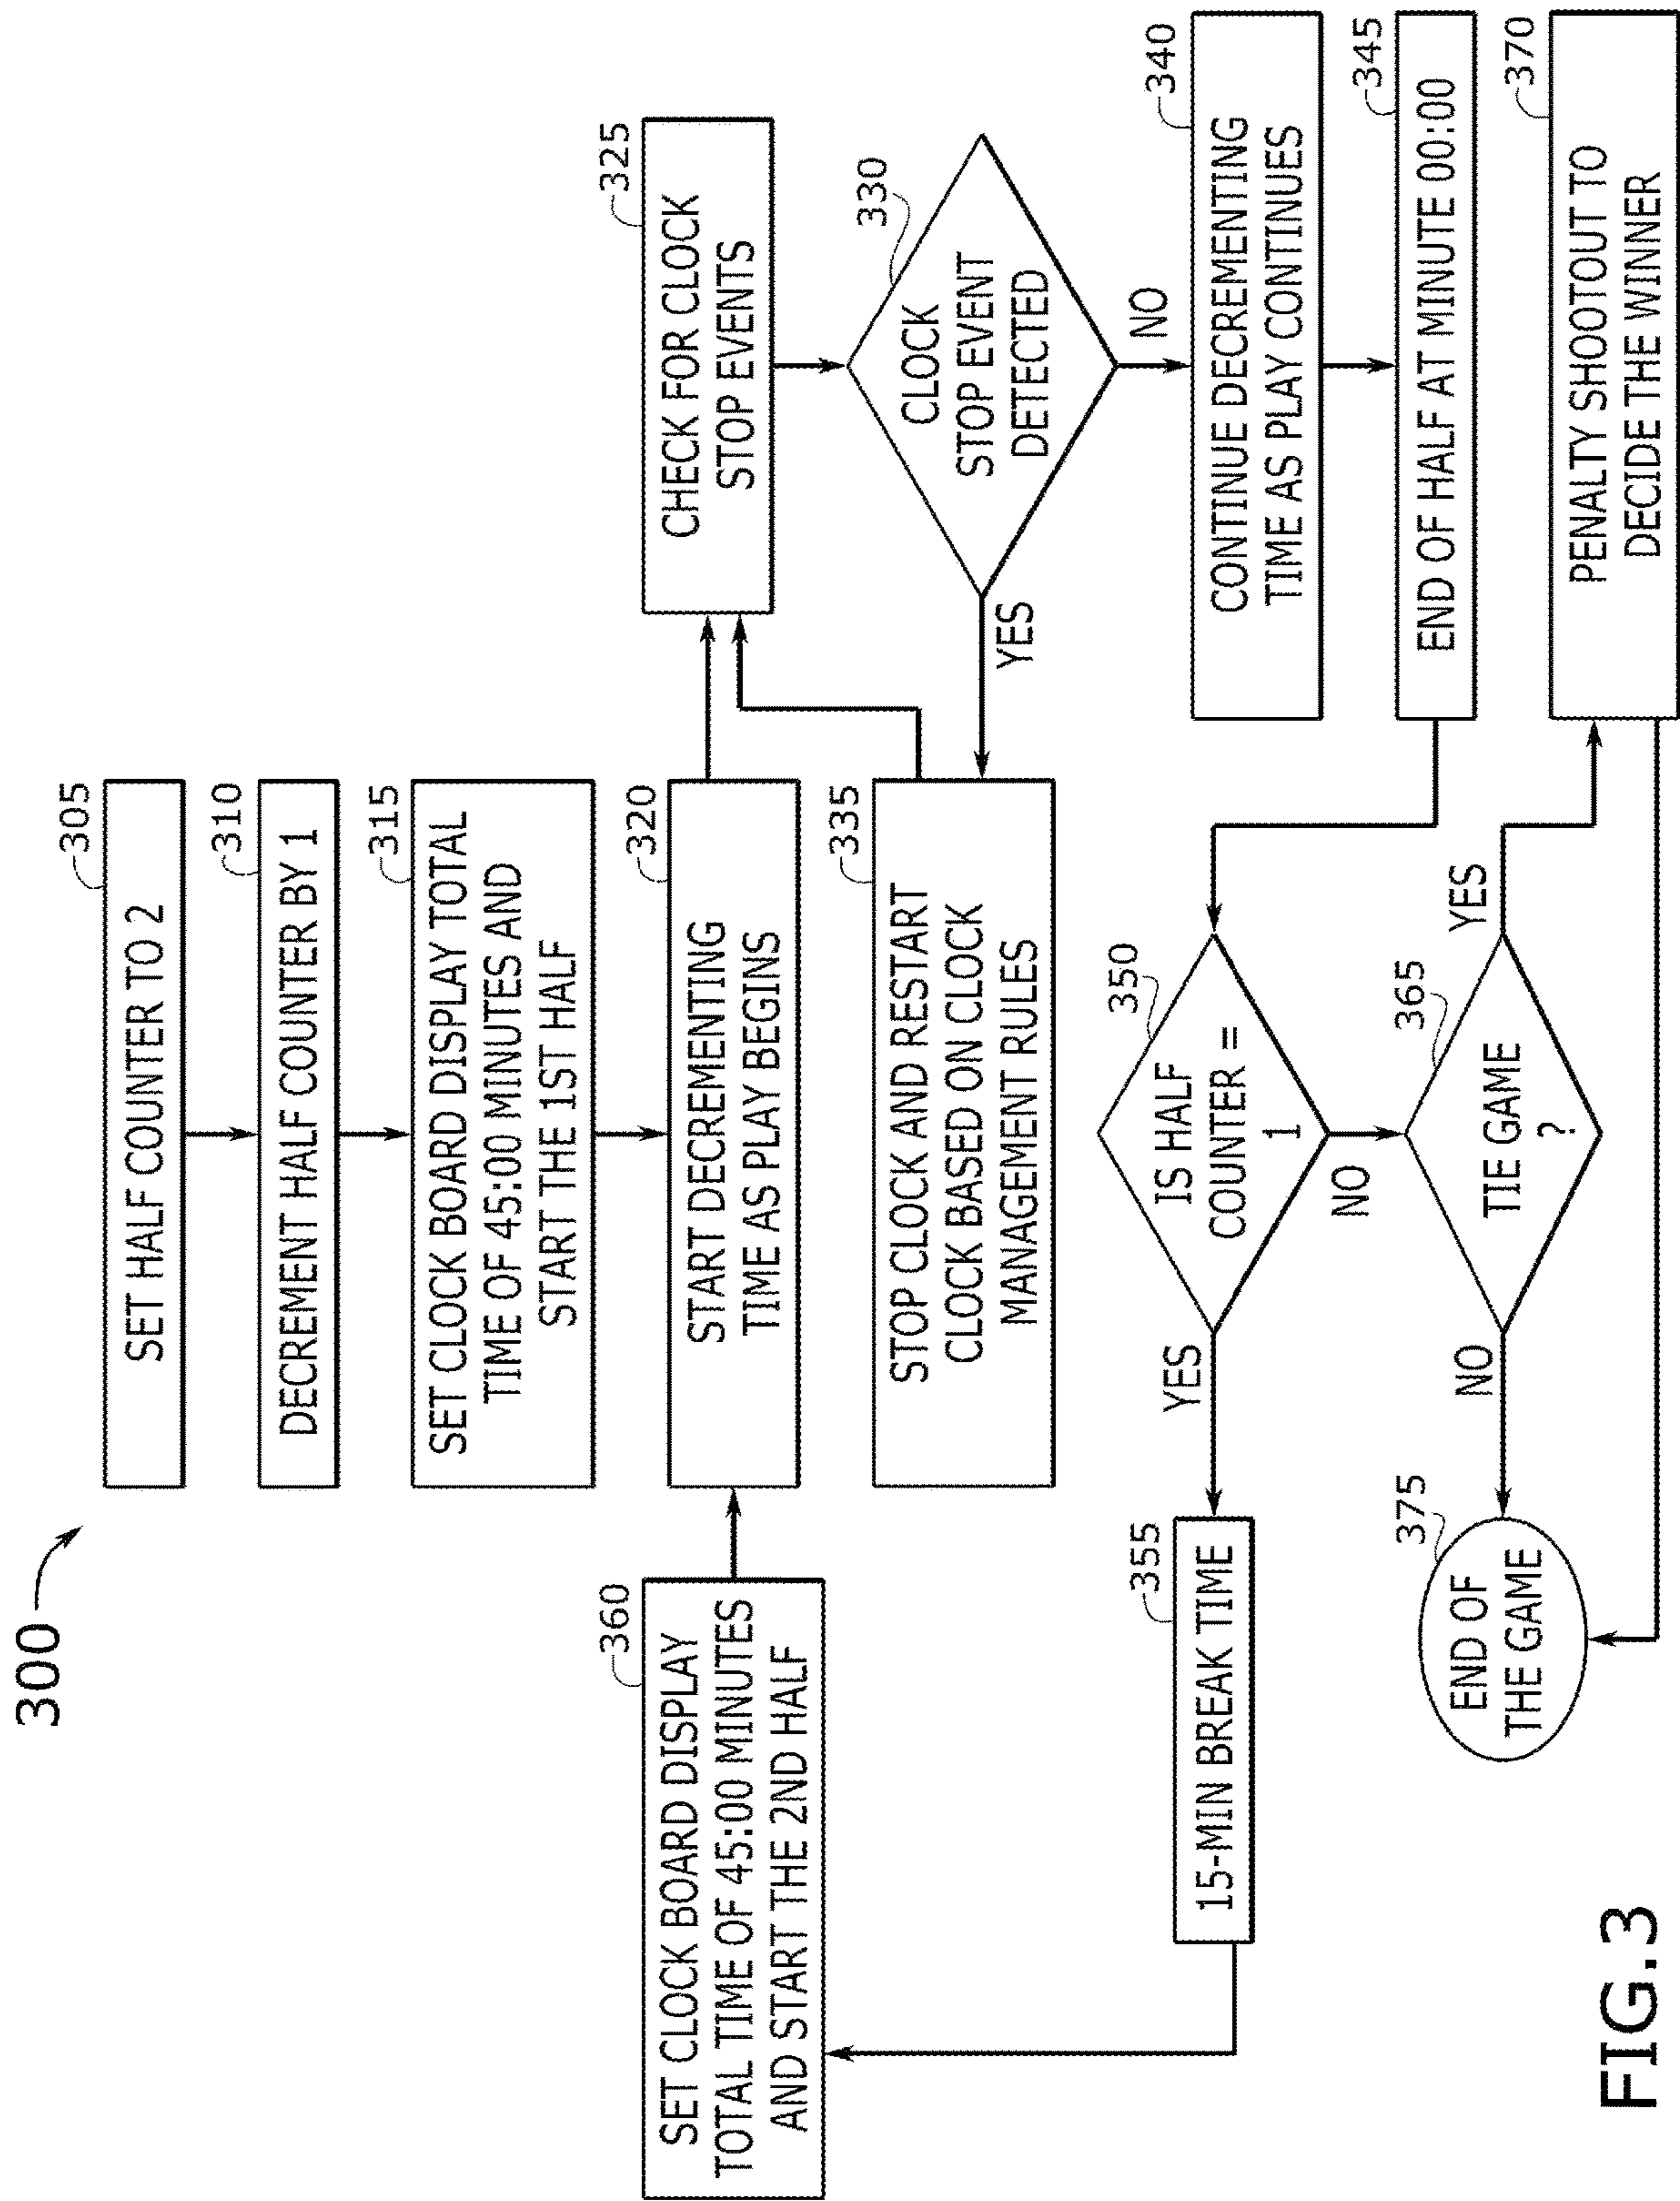 300
305
SET HALF COUNTER TO 2
310
DECREMENT HALF COUNTER BY 1
315
SET CLOCK BOARD DISPLAY TOTAL
TIME OF 45:00 MINUTES AND
START THE 1ST HALF
320
START DECREMENTING
TIME AS PLAY BEGINS
325
CHECK FOR CLOCK
STOP EVENTS
330
CLOCK
STOP EVENT
DETECTED
YES
NO
335
STOP CLOCK AND RESTART
CLOCK BASED ON CLOCK
MANAGEMENT RULES
340
CONTINUE DECREMENTING
TIME AS PLAY CONTINUES
345
END OF HALF AT MINUTE 00:00
350
IS HALF
COUNTER =
1
YES
NO
355
15-MIN BREAK TIME
360
SET CLOCK BOARD DISPLAY
TOTAL TIME OF 45:00 MINUTES
AND START THE 2ND HALF
365
TIE GAME
?
NO
YES
370
PENALTY SHOOTOUT TO
DECIDE THE WINNER
375
END OF
THE GAME
FIG.3